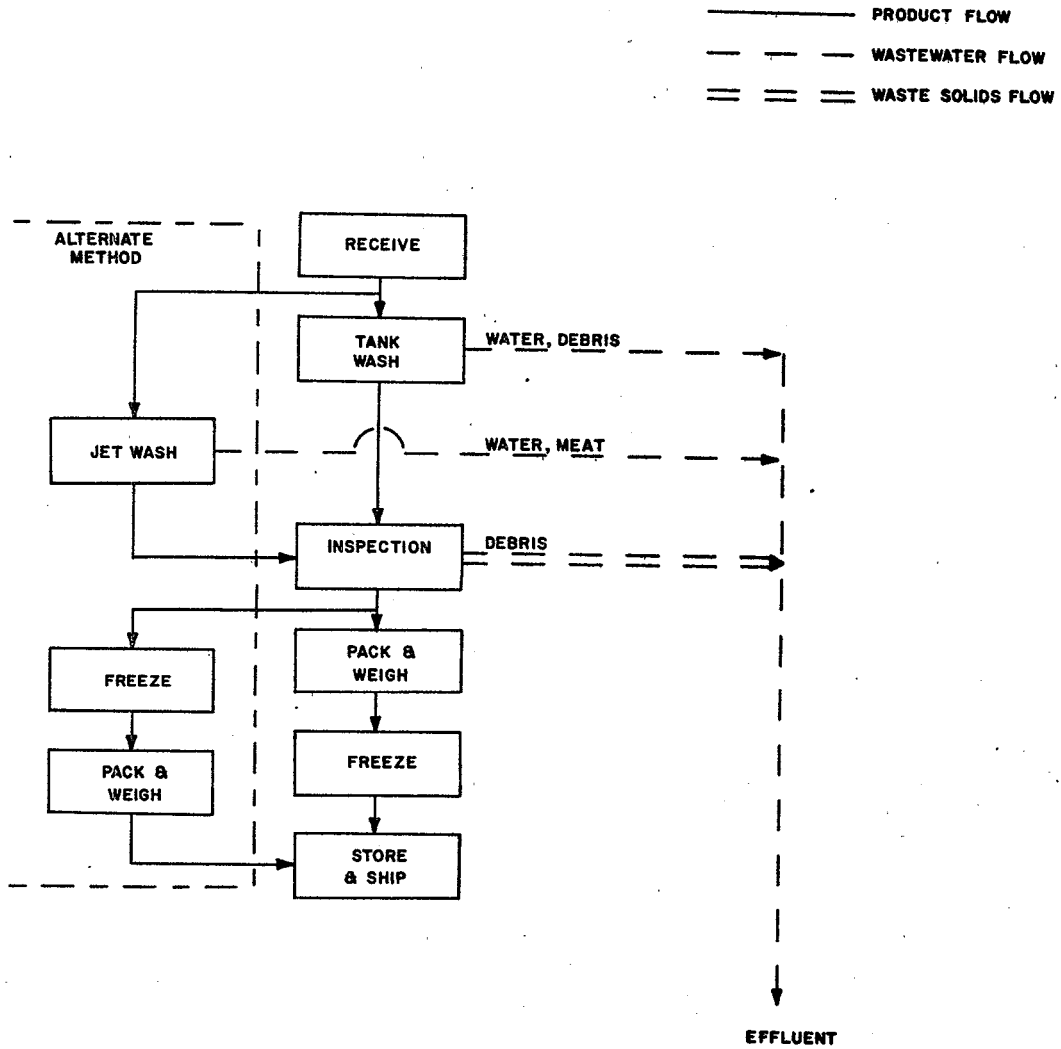 PRODUCT FLOW
WASTEWATER FLOW
WASTE SOLIDS FLOW
ALTERNATE
METHOD
RECEIVE
TANK
WASH
WATER, DEBRIS
JET WASH
WATER, MEAT
INSPECTION
DEBRIS
PACK &
WEIGH
FREEZE
FREEZE
PACK &
WEIGH
STORE
& SHIP
EFFLUENT